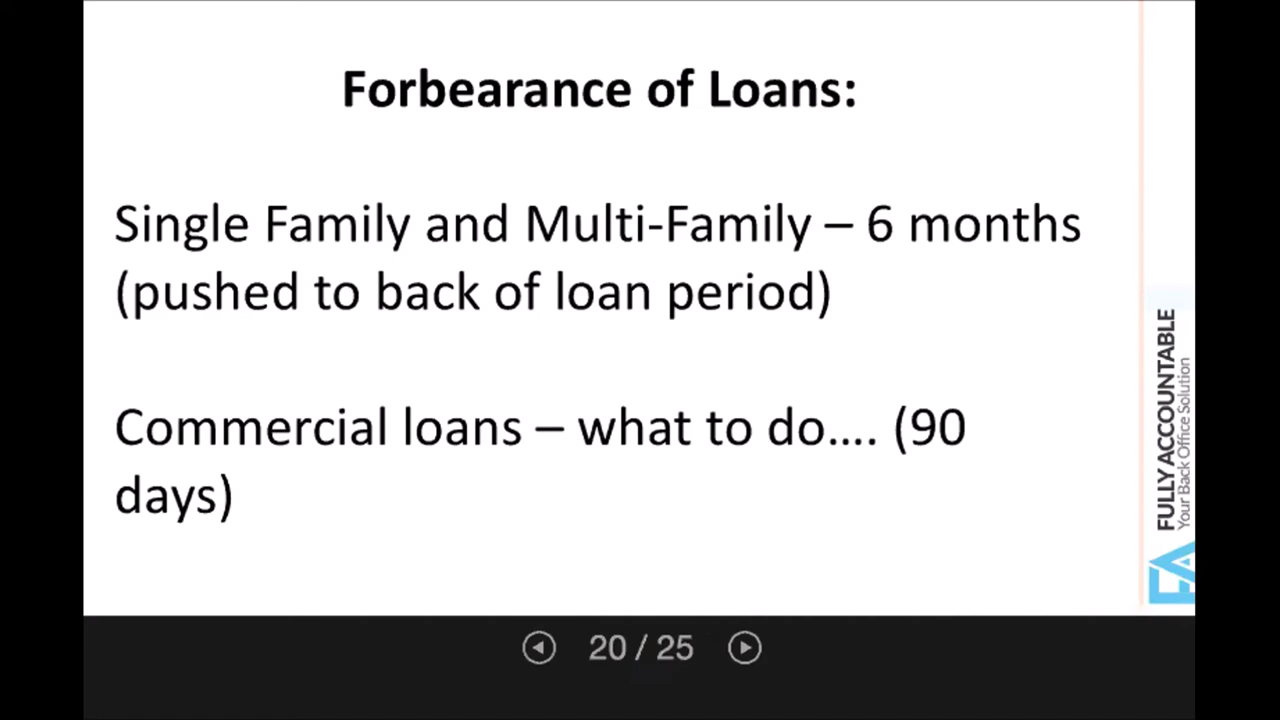 Forbearance of Loans:
Single Family and Multi-Family – 6 months
(pushed to back of loan period)
Commercial loans – what to do.... (90
days)
FULLY ACCOUNTABLE
Your Back Office Solution
FA
20 / 25